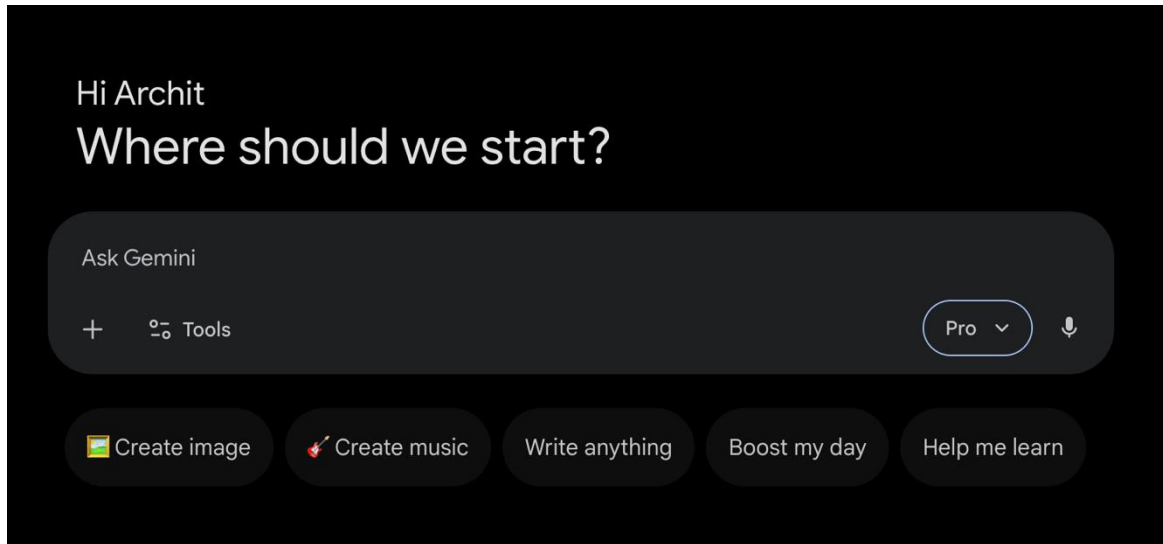 Hi Archit
Where should we start?
Ask Gemini
Tools
Pro
Create image
Create music
Write anything
Boost my day
Help me learn